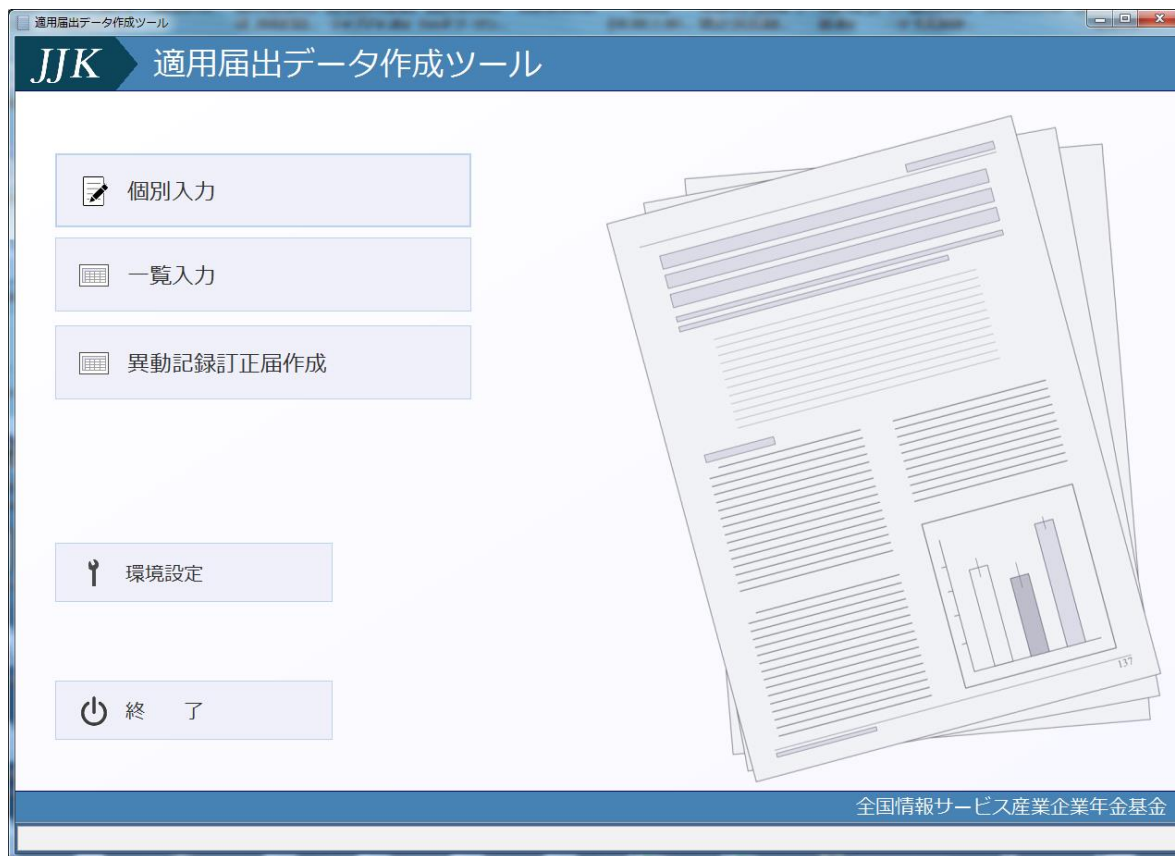 適用届出データ作成ツール
JJK 適用届出データ作成ツール
個別入力
一覧入力
異動記録訂正届作成
環境設定
終　了
137
全国情報サービス産業企業年金基金